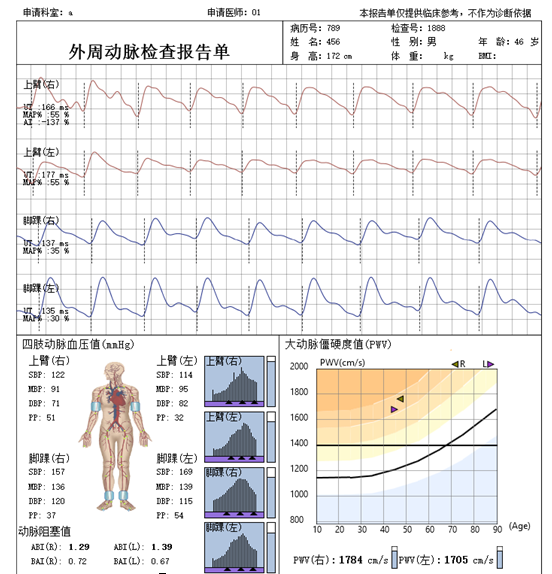 申请科室: a 申请医师: 01 本报告单仅提供临床参考，不作为诊断依据
外周动脉检查报告单
病历号: 789 检查号: 1888
姓 名: 456 性 别: 男 年 龄: 46 岁
身 高: 172 cm 体 重: kg BMI:
上臂(右)
UT :166 ms
MAP% :55 %
AI :-137 %
上臂(左)
UT :177 ms
MAP% :55 %
脚踝(右)
UT :137 ms
MAP% :35 %
脚踝(左)
UT :135 ms
MAP% :30 %
四肢动脉血压值(mmHg)
上臂(右) 上臂(左)
SBP: 122 SBP: 114
MBP: 91 MBP: 95
DBP: 71 DBP: 82
PP: 51 PP: 32
脚踝(右) 脚踝(左)
SBP: 157 SBP: 169
MBP: 136 MBP: 139
DBP: 120 DBP: 115
PP: 37 PP: 54
动脉阻塞值
ABI(R): 1.29 ABI(L): 1.39
BAI(R): 0.72 BAI(L): 0.67
上臂(右)
上臂(左)
脚踝(右)
脚踝(左)
大动脉僵硬度值(PWV)
PWV(cm/s) R L
2000
1800
1600
1400
1200
1000
800
10 20 30 40 50 60 70 80 90 (Age)
PWV(右): 1784 cm/s PWV(左): 1705 cm/s